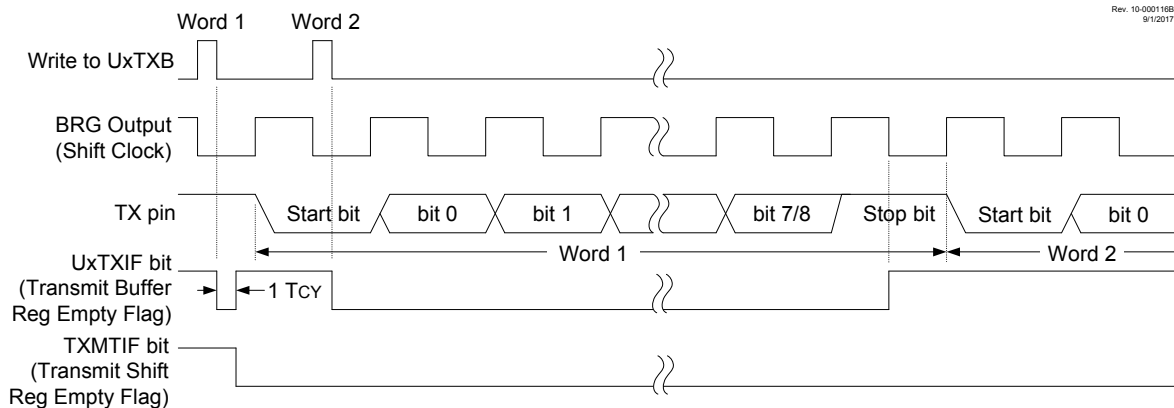 Rev. 10-000116B
9/1/2017
Word 1 Word 2
Write to UxTXB
BRG Output
(Shift Clock)
TX pin Start bit bit 0 bit 1 bit 7/8 Stop bit Start bit bit 0
Word 1 Word 2
UxTXIF bit
(Transmit Buffer
Reg Empty Flag)
1 TCY
TXMTIF bit
(Transmit Shift
Reg Empty Flag)